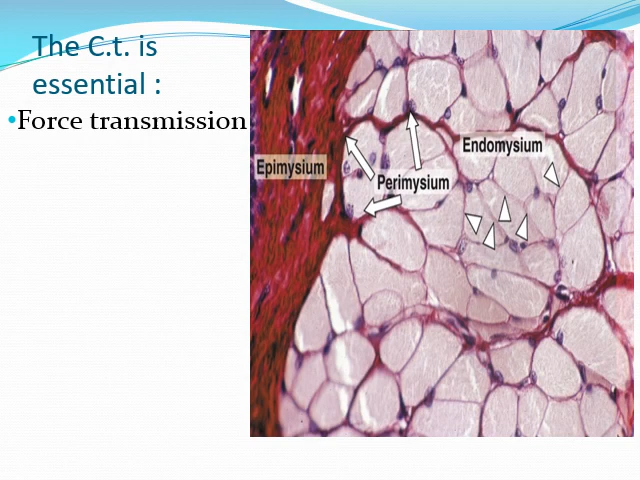 The C.t. is
essential :
•Force transmission
Epimysium
Endomysium
Perimysium